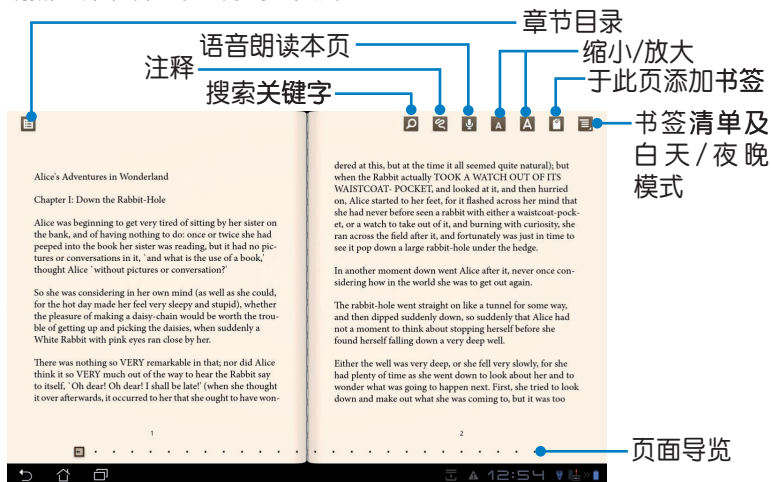 章节目录
语音朗读本页
缩小/放大
注释
于此页添加书签
搜索关键字
书签清单及
白天/夜晚
模式
A A
Alice's Adventures in Wonderland
Chapter I: Down the Rabbit-Hole
Alice was beginning to get very tired of sitting by her sister on
the bank, and of having nothing to do: once or twice she had
peeped into the book her sister was reading, but it had no pic-
tures or conversations in it, `and what is the use of a book,'
thought Alice `without pictures or conversation?'
So she was considering in her own mind (as well as she could,
for the hot day made her feel very sleepy and stupid), whether
the pleasure of making a daisy-chain would be worth the trou-
ble of getting up and picking the daisies, when suddenly a
White Rabbit with pink eyes ran close by her.
There was nothing so VERY remarkable in that; nor did Alice
think it so VERY much out of the way to hear the Rabbit say
to itself, `Oh dear! Oh dear! I shall be late!' (when she thought
it over afterwards, it occurred to her that she ought to have won-
1
dered at this, but at the time it all seemed quite natural); but
when the Rabbit actually TOOK A WATCH OUT OF ITS
WAISTCOAT- POCKET, and looked at it, and then hurried
on, Alice started to her feet, for it flashed across her mind that
she had never before seen a rabbit with either a waistcoat-pock-
et, or a watch to take out of it, and burning with curiosity, she
ran across the field after it, and fortunately was just in time to
see it pop down a large rabbit-hole under the hedge.
In another moment down went Alice after it, never once con-
sidering how in the world she was to get out again.
The rabbit-hole went straight on like a tunnel for some way,
and then dipped suddenly down, so suddenly that Alice had
not a moment to think about stopping herself before she
found herself falling down a very deep well.
Either the well was very deep, or she fell very slowly, for she
had plenty of time as she went down to look about her and to
wonder what was going to happen next. First, she tried to look
down and make out what she was coming to, but it was too
2
页面导览
12:54